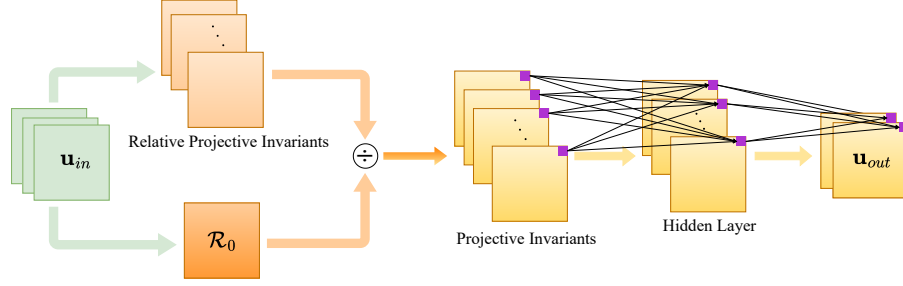 Relative Projective Invariants
u_in
÷
R_0
Projective Invariants
Hidden Layer
u_out